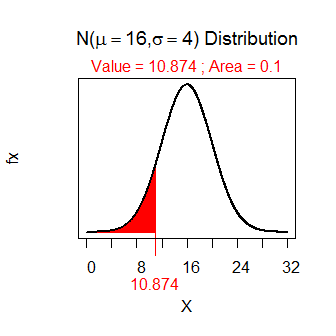 N(μ = 16,σ = 4) Distribution
Value = 10.874 ; Area = 0.1
fx
0 8 16 24 32
10.874
X